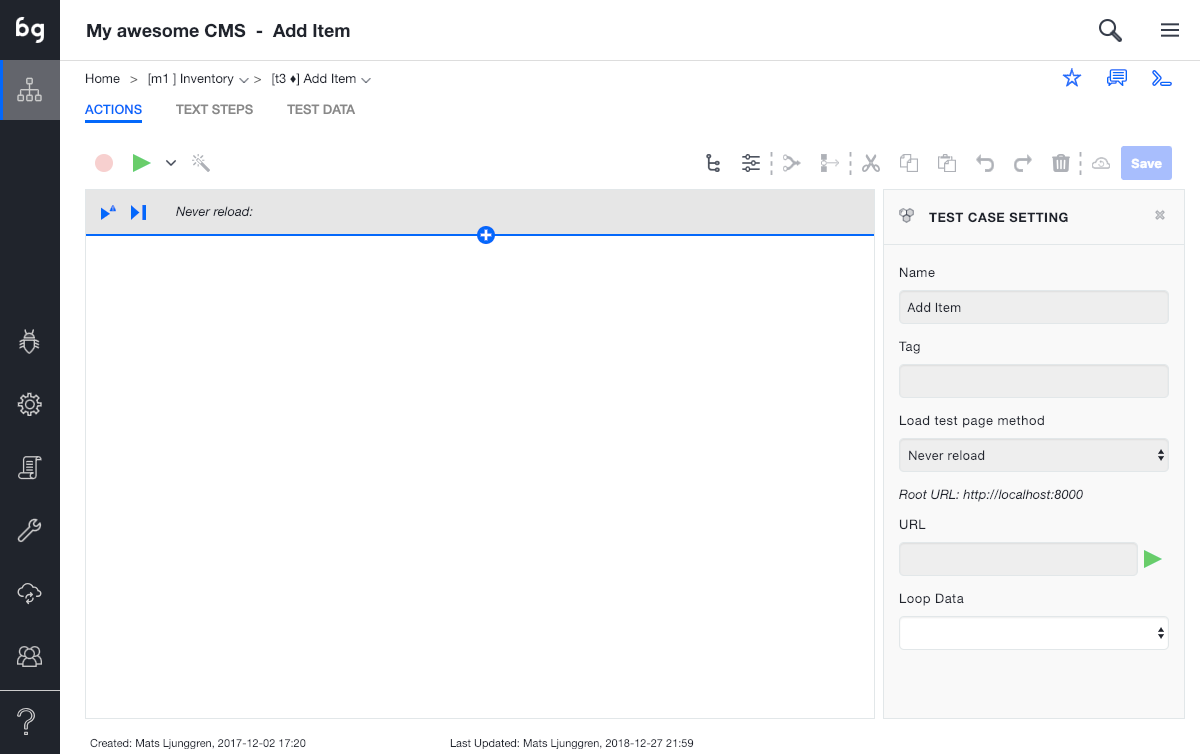 bg
My awesome CMS - Add Item
Home > [m1 ] Inventory > [t3 ♦] Add Item
ACTIONS TEXT STEPS TEST DATA
Save
Never reload:
TEST CASE SETTING
Name
Add Item
Tag
Load test page method
Never reload
Root URL: http://localhost:8000
URL
Loop Data
Created: Mats Ljunggren, 2017-12-02 17:20
Last Updated: Mats Ljunggren, 2018-12-27 21:59